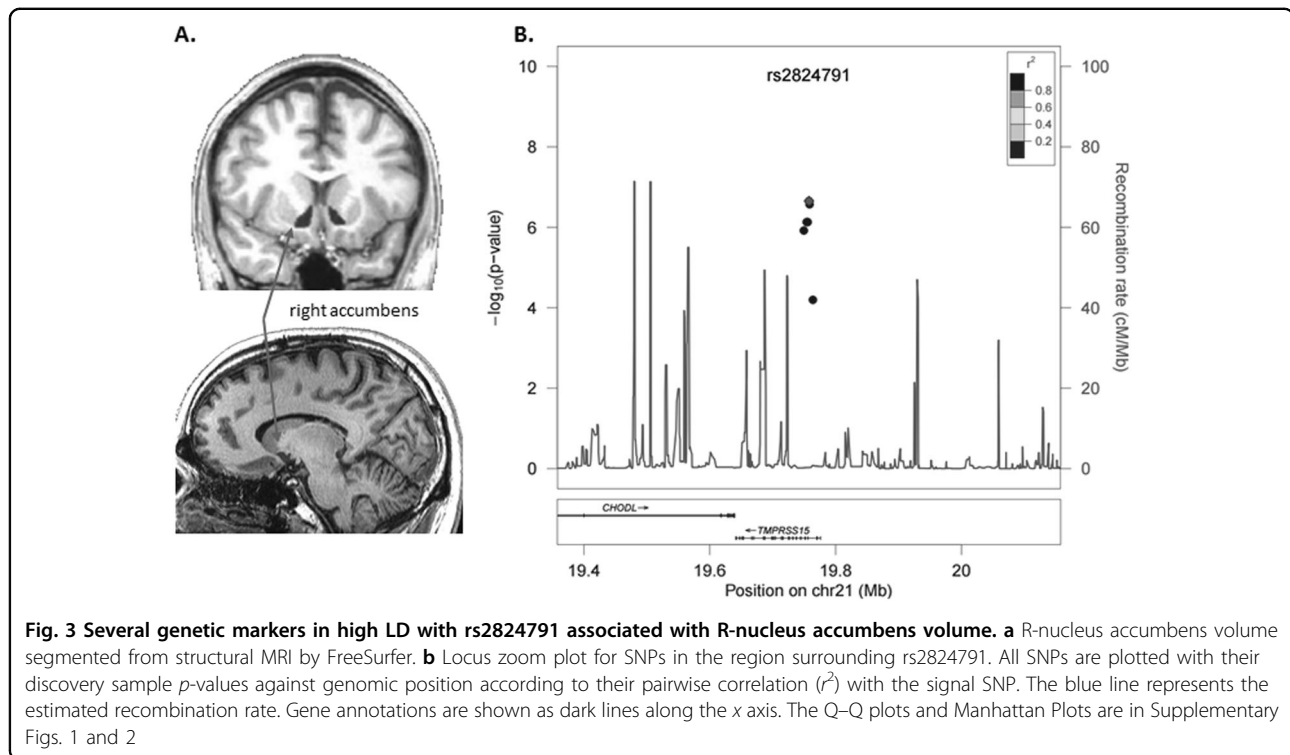 A.
right accumbens
B.
rs2824791
r²
0.8
0.6
0.4
0.2
10
8
6
4
2
0
−log₁₀(p−value)
100
80
60
40
20
0
Recombination rate (cM/Mb)
CHODL→
←TMPRSS15
19.4
19.6
19.8
20
Position on chr21 (Mb)
Fig. 3 Several genetic markers in high LD with rs2824791 associated with R-nucleus accumbens volume. a R-nucleus accumbens volume
segmented from structural MRI by FreeSurfer. b Locus zoom plot for SNPs in the region surrounding rs2824791. All SNPs are plotted with their
discovery sample p-values against genomic position according to their pairwise correlation (r²) with the signal SNP. The blue line represents the
estimated recombination rate. Gene annotations are shown as dark lines along the x axis. The Q–Q plots and Manhattan Plots are in Supplementary
Figs. 1 and 2